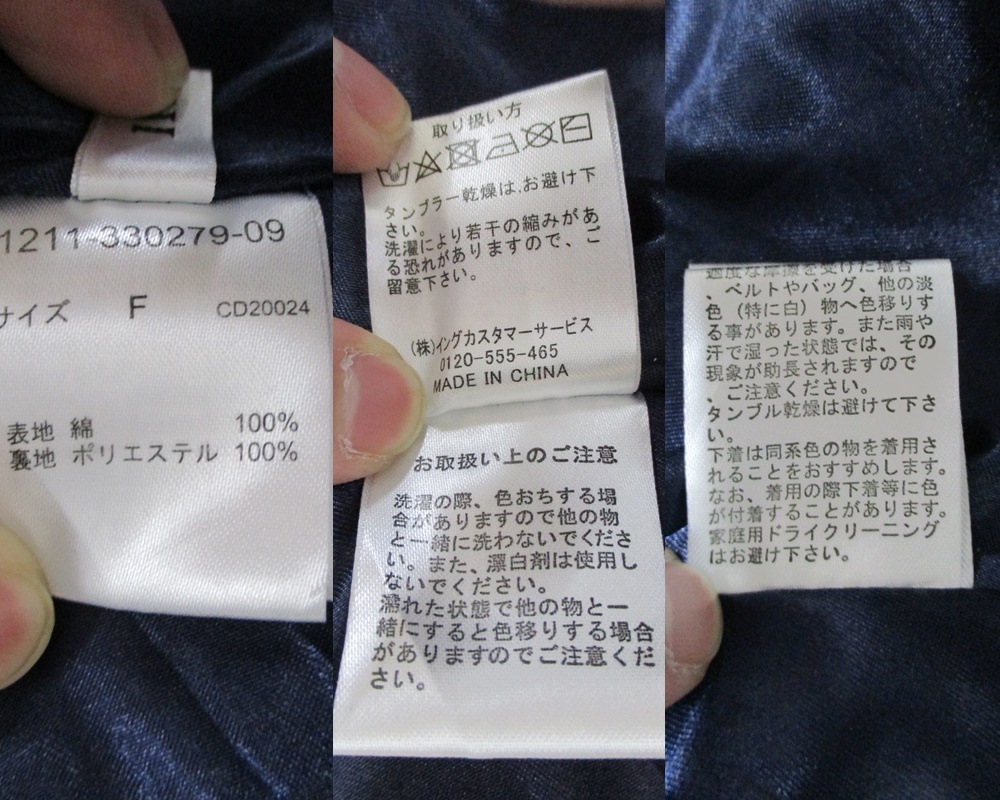 1211-330279-09
サイズ F CD20024
表地 綿 100%
裏地 ポリエステル 100%
取り扱い方
タンブラー乾燥は、お避け下
さい。
洗濯により若干の縮みがあ
る恐れがありますので、ご
留意下さい。
(株)イングカスタマーサービス
0120-555-465
MADE IN CHINA
お取扱い上のご注意
洗濯の際、色おちする場
合がありますので他の物
と一緒に洗わないでくださ
い。また、漂白剤は使用し
ないでください。
濡れた状態で他の物と一
緒にすると色移りする場合
がありますのでご注意くだ
さい。
過度な摩擦を受けた場合
、ベルトやバッグ、他の淡
色（特に白）物へ色移りす
る事があります。また雨や
汗で湿った状態では、その
現象が助長されますので
、ご注意ください。
タンブル乾燥は避けて下さ
い。
下着は同系色の物を着用さ
れることをおすすめします。
なお、着用の際下着等に色
が付着することがあります。
家庭用ドライクリーニング
はお避け下さい。